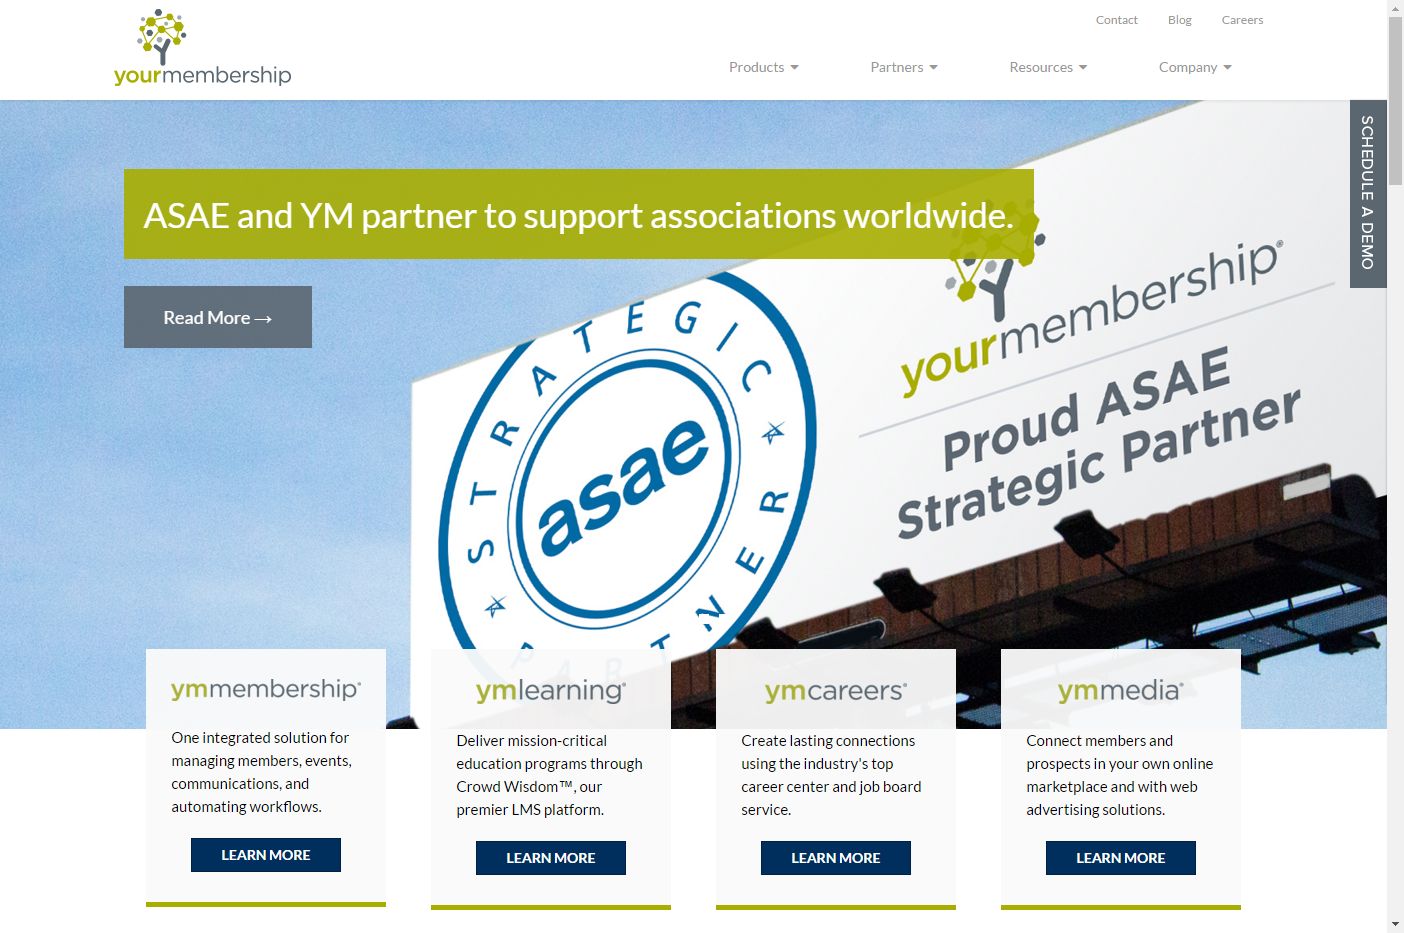 Contact Blog Careers
yourmembership
Products Partners Resources Company
SCHEDULE A DEMO
ASAE and YM partner to support associations worldwide.
Read More →
STRATEGIC
PARTNER
asae
yourmembership®
Proud ASAE
Strategic Partner
ymmembership®
One integrated solution for
managing members, events,
communications, and
automating workflows.
LEARN MORE
ymlearning®
Deliver mission-critical
education programs through
Crowd Wisdom™, our
premier LMS platform.
LEARN MORE
ymcareers®
Create lasting connections
using the industry's top
career center and job board
service.
LEARN MORE
ymmedia®
Connect members and
prospects in your own online
marketplace and with web
advertising solutions.
LEARN MORE